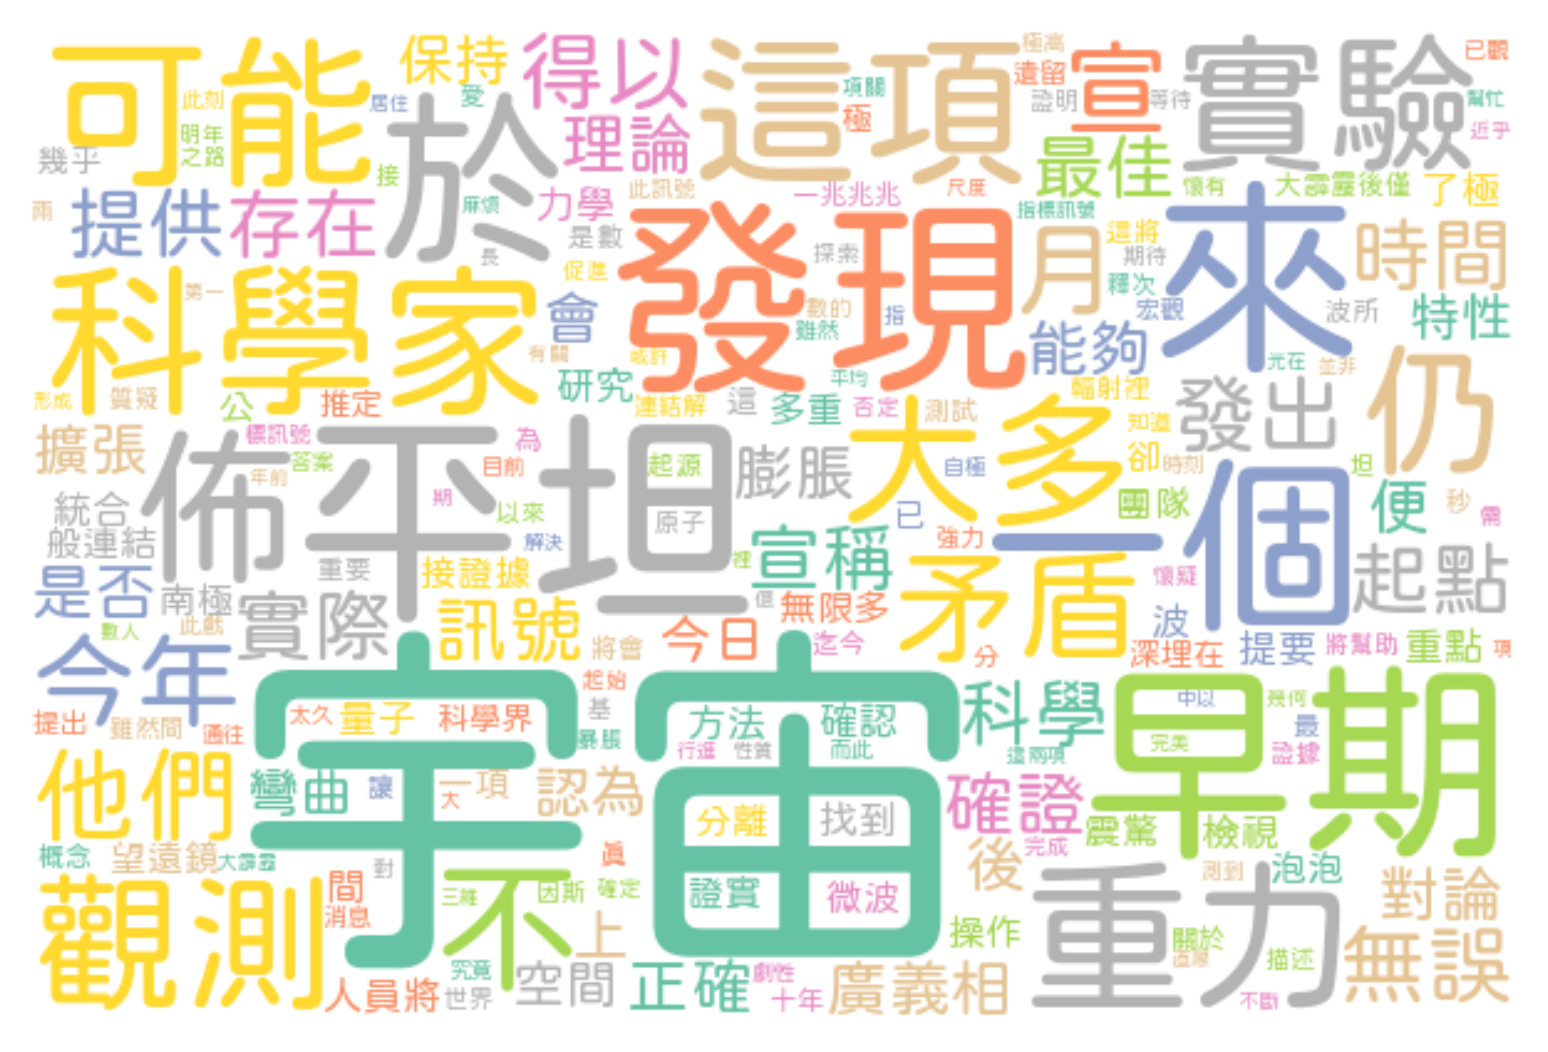 可能
保持
得以
這項
極高
宣
實驗
已觀
此刻
居住
愛
項關
遺留
證明
等待
幫忙
明年
之路
於
理論
極
近乎
幾乎
接
最佳
提供
存在
麻煩
力學
此訊號
一兆兆兆
尺度
懷有
大霹靂後僅
了極
指標訊號
是數
發現
月
這將
來
時間
長
探索
期待
促進
釋次
科學家
第一
會
數的
雖然
指
宏觀
波所
特性
有關
或許
能夠
光在
並非
仍
形成
質疑
公
推定
研究
連結解
這
平均
多重
否定
測試
輻射裡
發出
擴張
標訊號
為
大多
知道
佈平坦
答案
目前
起源
膨脹
自極
卻
時刻
坦
年前
期
統合
以來
原子
已
團隊
個
便
秒
需
般連結
解決
裡
宣稱
強力
一
是否
南極
重要
接證據
矛盾
懷疑
起點
實際
一
無限多
此戲
數人
訊號
將會
今日
迄今
分
波
深埋在
提要
將幫助
重點
項
今年
宇宙
起始
科學
早期
中以
幾何
提出
雖然問
通往
太久
量子
科學界
基
方法
確認
最
暴脹
行進
性質
而此
這兩項
完美
證據
他們
彎曲
讓
一項
大
認為
分離
找到
確證
震驚
檢視
概念
望遠鏡
大霹靂
對
真
後
完成
測到
泡泡
觀測
間
消息
三維
不
因斯
確定
上
證實
微波
重力
對論
操作
關於
直線
描述
無誤
人員將
究竟
世界
空間
正確
劇性
十年
廣義相
不斷